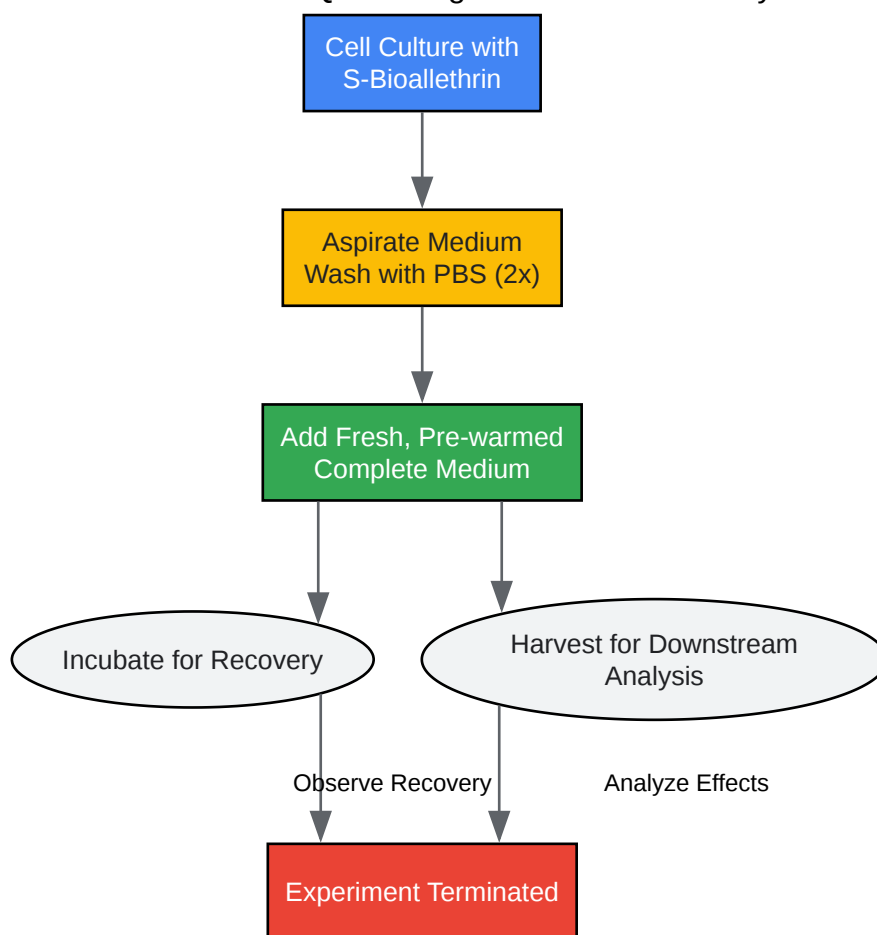 Cell Culture with
S-Bioallethrin
Aspirate Medium
Wash with PBS (2x)
Add Fresh, Pre-warmed
Complete Medium
Incubate for Recovery
Harvest for Downstream
Analysis
Observe Recovery
Analyze Effects
Experiment Terminated